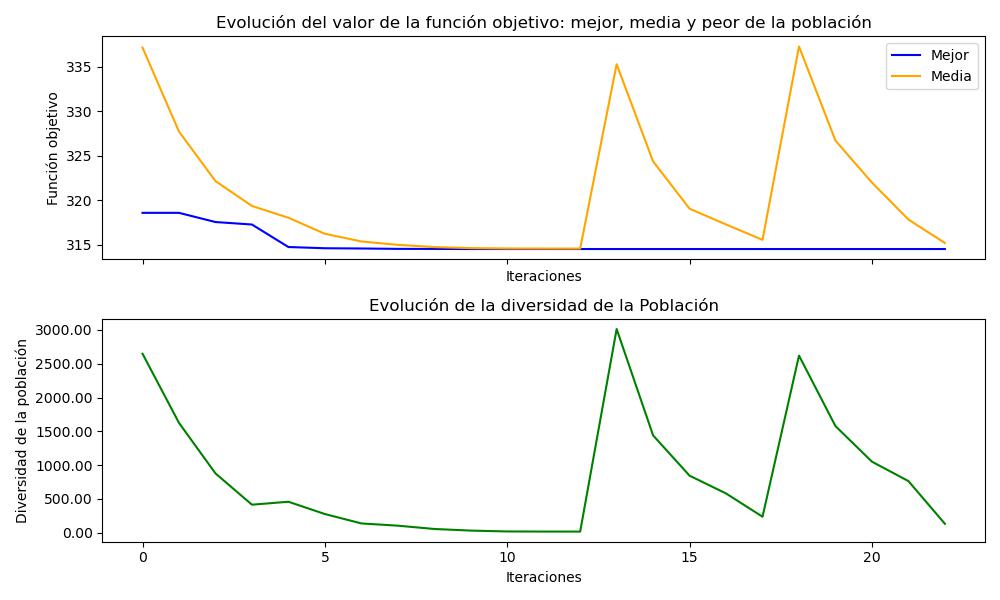 Evolución del valor de la función objetivo: mejor, media y peor de la población
Mejor
Media
335
330
325
320
315
Función objetivo
Iteraciones
Evolución de la diversidad de la Población
3000.00
2500.00
2000.00
1500.00
1000.00
500.00
0.00
Diversidad de la población
0 5 10 15 20
Iteraciones